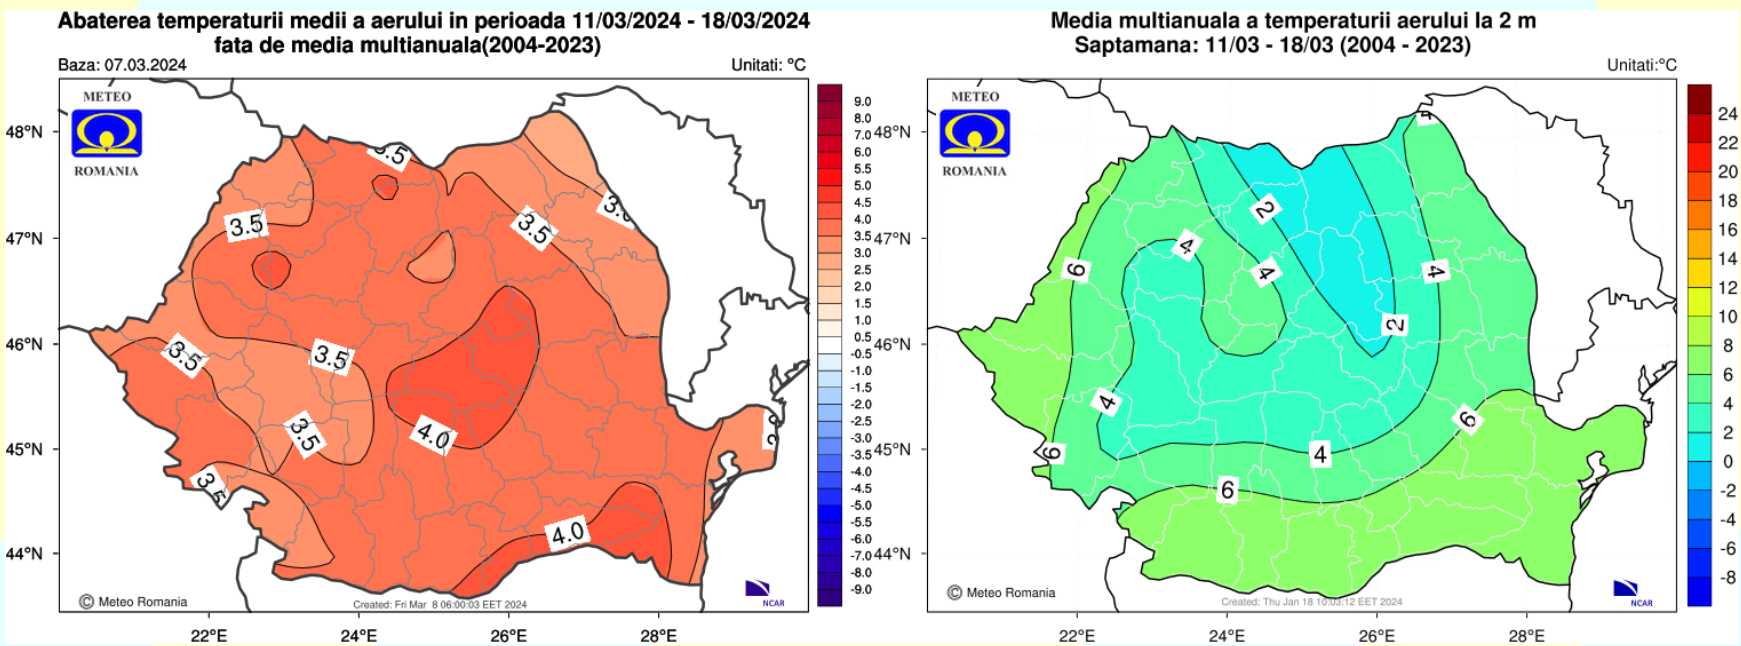 Abaterea temperaturii medii a aerului in perioada 11/03/2024 - 18/03/2024
fata de media multianuala(2004-2023)
Baza: 07.03.2024
Unitati: °C
METEO
ROMANIA
48°N
47°N
46°N
45°N
44°N
22°E
24°E
26°E
28°E
3.5
3.5
3.5
3.5
3.5
4.0
4.0
9.0
8.0
7.0
6.0
5.5
5.0
4.5
4.0
3.5
3.0
2.5
2.0
1.5
1.0
0.5
-0.5
-1.0
-1.5
-2.0
-2.5
-3.0
-3.5
-4.0
-4.5
-5.0
-5.5
-6.0
-7.0
-8.0
-9.0
© Meteo Romania
Created: Fri Mar 8 06:00:03 EET 2024
NCAR
Media multianuala a temperaturii aerului la 2 m
Saptamana: 11/03 - 18/03 (2004 - 2023)
Unitati:°C
METEO
ROMANIA
48°N
47°N
46°N
45°N
44°N
22°E
24°E
26°E
28°E
2
4
4
4
6
2
4
6
6
4
6
24
22
20
18
16
14
12
10
8
6
4
2
0
-2
-4
-6
-8
© Meteo Romania
Created: Thu Jan 18 10:03:12 EET 2024
NCAR